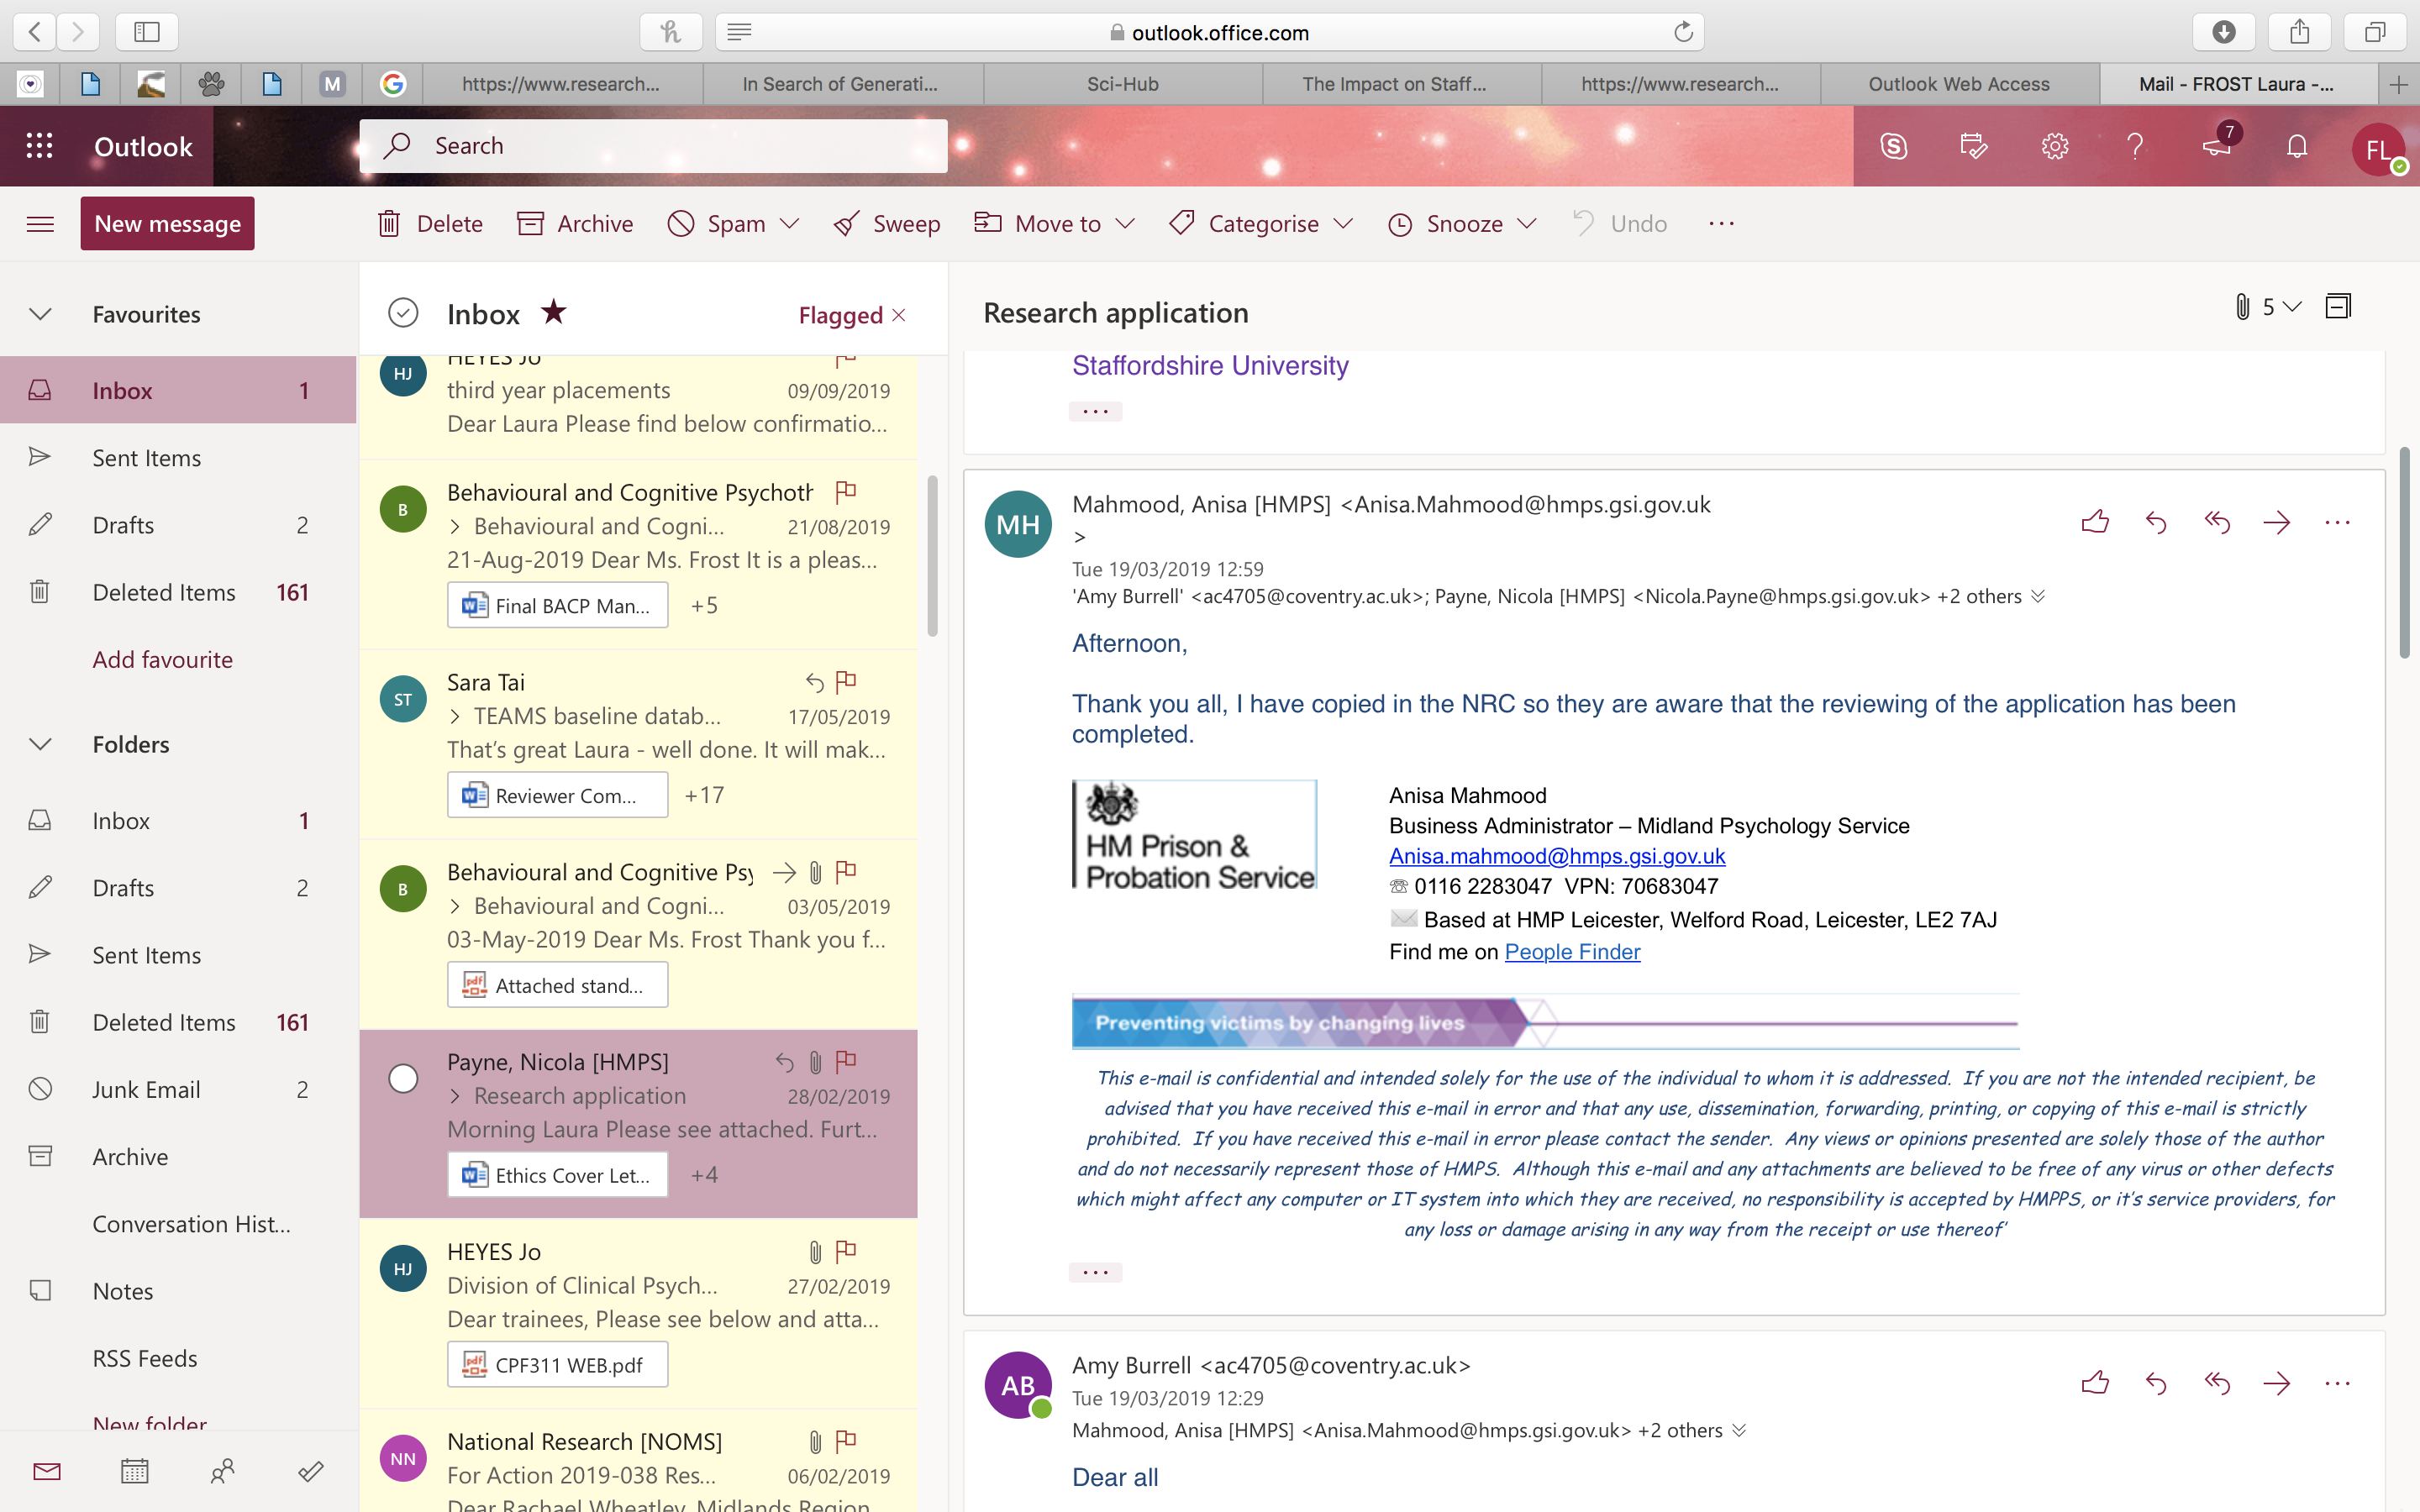 outlook.office.com
https://www.research...
In Search of Generati...
Sci-Hub
The Impact on Staff...
https://www.research...
Outlook Web Access
Mail - FROST Laura -...
M
Outlook
Search
7
FL
New message
Delete
Archive
Spam
Sweep
Move to
Categorise
Snooze
Undo
Favourites
Inbox 1
Sent Items
Drafts 2
Deleted Items 161
Add favourite
Folders
Inbox 1
Drafts 2
Sent Items
Deleted Items 161
Junk Email 2
Archive
Conversation Hist...
Notes
RSS Feeds
New folder
Inbox
Flagged
HJ
HEYES Jo
third year placements 09/09/2019
Dear Laura Please find below confirmatio...
B
Behavioural and Cognitive Psychoth
Behavioural and Cogni... 21/08/2019
21-Aug-2019 Dear Ms. Frost It is a pleas...
Final BACP Man... +5
ST
Sara Tai
TEAMS baseline datab... 17/05/2019
That's great Laura - well done. It will mak...
Reviewer Com... +17
B
Behavioural and Cognitive Psy
Behavioural and Cogni... 03/05/2019
03-May-2019 Dear Ms. Frost Thank you f...
Attached stand...
Payne, Nicola [HMPS]
Research application 28/02/2019
Morning Laura Please see attached. Furt...
Ethics Cover Let... +4
HJ
HEYES Jo
Division of Clinical Psych... 27/02/2019
Dear trainees, Please see below and atta...
CPF311 WEB.pdf
NN
National Research [NOMS]
For Action 2019-038 Res... 06/02/2019
Dear Rachael Wheatley, Midlands Region
Research application
5
Staffordshire University
...
MH
Mahmood, Anisa [HMPS] <Anisa.Mahmood@hmps.gsi.gov.uk
>
Tue 19/03/2019 12:59
'Amy Burrell' <ac4705@coventry.ac.uk>; Payne, Nicola [HMPS] <Nicola.Payne@hmps.gsi.gov.uk> +2 others
Afternoon,
Thank you all, I have copied in the NRC so they are aware that the reviewing of the application has been
completed.
HM Prison &
Probation Service
Anisa Mahmood
Business Administrator – Midland Psychology Service
Anisa.mahmood@hmps.gsi.gov.uk
☏ 0116 2283047  VPN: 70683047
Based at HMP Leicester, Welford Road, Leicester, LE2 7AJ
Find me on People Finder
Preventing victims by changing lives
This e-mail is confidential and intended solely for the use of the individual to whom it is addressed.  If you are not the intended recipient, be
advised that you have received this e-mail in error and that any use, dissemination, forwarding, printing, or copying of this e-mail is strictly
prohibited.  If you have received this e-mail in error please contact the sender.  Any views or opinions presented are solely those of the author
and do not necessarily represent those of HMPS.  Although this e-mail and any attachments are believed to be free of any virus or other defects
which might affect any computer or IT system into which they are received, no responsibility is accepted by HMPPS, or it's service providers, for
any loss or damage arising in any way from the receipt or use thereof'
...
AB
Amy Burrell <ac4705@coventry.ac.uk>
Tue 19/03/2019 12:29
Mahmood, Anisa [HMPS] <Anisa.Mahmood@hmps.gsi.gov.uk> +2 others
Dear all